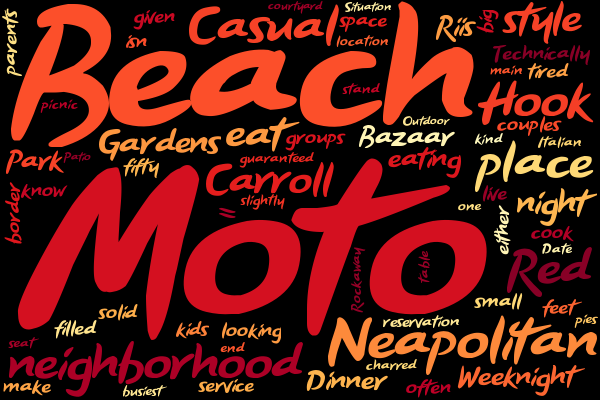 parents
given
isn
Casual
courtyard
Situation
space
location
Riis
big
style
Technically
main tired
Beach
picnic
stand
Hook
couples
Outdoor
Gardens eat groups Bazaar kind Italian
Park Patio
fifty
guaranteed
eating
place
border
know
Carroll
slightly
ll
live
night
one
either
cook
Date
Moto
Rockaway
table
Red
small
feet
pies
solid
filled
kids looking
reservation
Neapolitan
seat
end
neighborhood
charred
make
busiest
service
Dinner
often
Weeknight